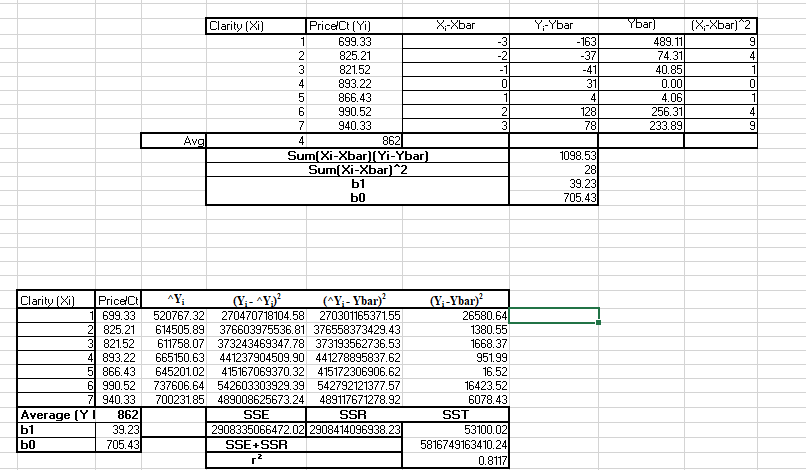 Clarity (Xi) Price/Ct (Yi) Xᵢ-Xbar Yᵢ-Ybar Ybar) (Xᵢ-Xbar)^2
1 699.33 -3 -163 489.11 9
2 825.21 -2 -37 74.31 4
3 821.52 -1 -41 40.85 1
4 893.22 0 31 0.00 0
5 866.43 1 4 4.06 1
6 990.52 2 128 256.31 4
7 940.33 3 78 233.89 9
Avg 4 862
Sum(Xi-Xbar)(Yi-Ybar) 1098.53
Sum(Xi-Xbar)^2 28
b1 39.23
b0 705.43
Clarity (Xi) Price/Ct ^Yᵢ (Yᵢ - ^Yᵢ)² (^Yᵢ - Ybar)² (Yᵢ -Ybar)²
1 699.33 520767.32 270470718104.58 270301165371.55 26580.64
2 825.21 614505.89 376603975536.81 376558373429.43 1380.55
3 821.52 611758.07 373243469347.78 373193562736.53 1668.37
4 893.22 665150.63 441237904509.90 441278895837.62 951.99
5 866.43 645201.02 415167069370.32 415172306906.62 16.52
6 990.52 737606.64 542603303929.39 542792121377.57 16423.52
7 940.33 700231.85 489008625673.24 489117671278.92 6078.43
Average (Y I 862 SSE SSR SST
b1 39.23 2908335066472.02 2908414096938.23 53100.02
b0 705.43 SSE+SSR 5816749163410.24
r² 0.8117